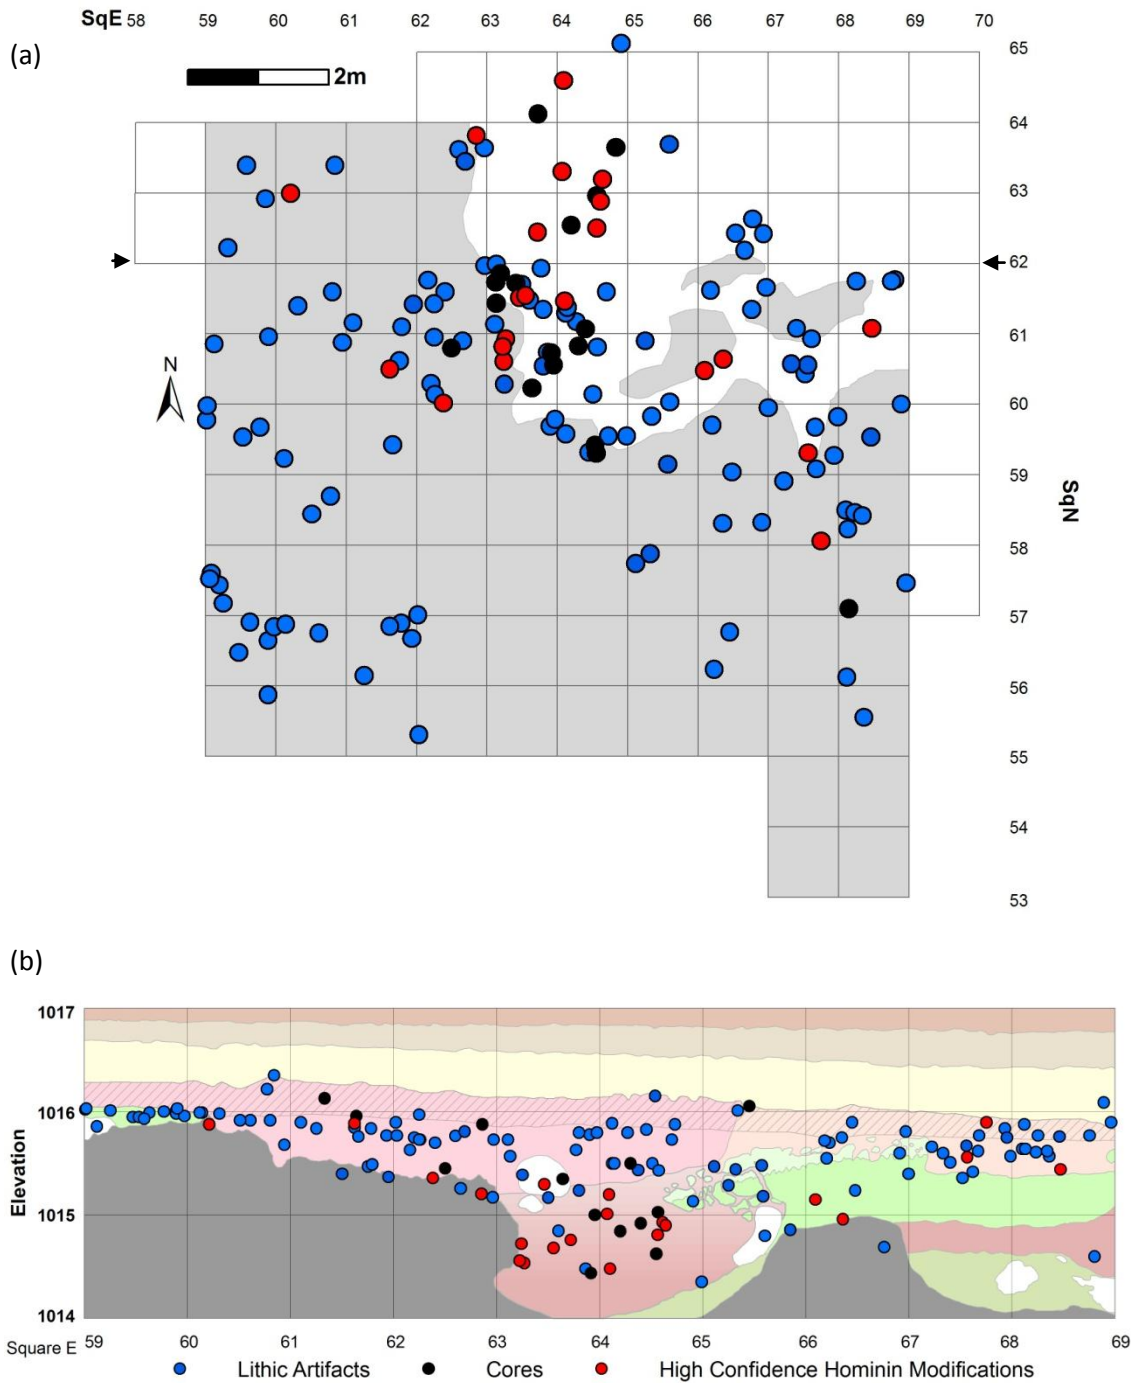 SqE 58 59 60 61 62 63 64 65 66 67 68 69 70
(a)
2m
65
64
63
62
61
N
60
59
SqN
58
57
56
55
54
53
(b)
1017
1016
Elevation
1015
1014
Square E 59 60 61 62 63 64 65 66 67 68 69
Lithic Artifacts Cores High Confidence Hominin Modifications